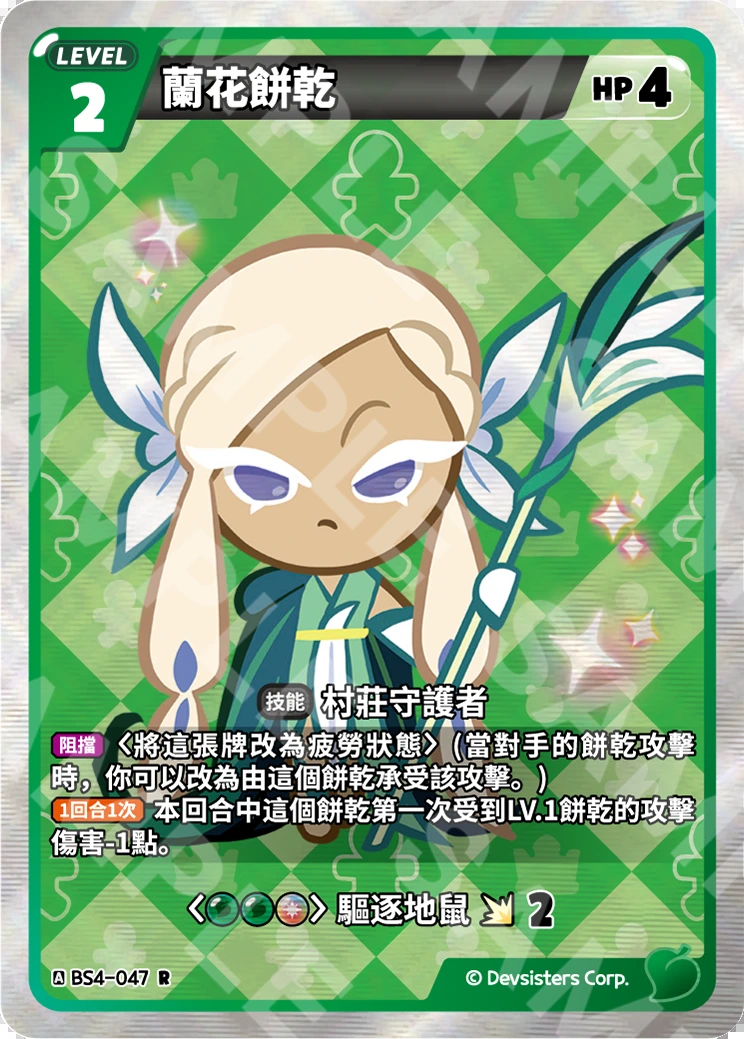 LEVEL
2
蘭花餅乾
HP 4
技能 村莊守護者
阻擋 〈將這張牌改為疲勞狀態〉(當對手的餅乾攻擊
時，你可以改為由這個餅乾承受該攻擊。)
1回合1次 本回合中這個餅乾第一次受到LV.1餅乾的攻擊
傷害-1點。
〈〉驅逐地鼠 2
A BS4-047 R
© Devsisters Corp.
SAMPLE